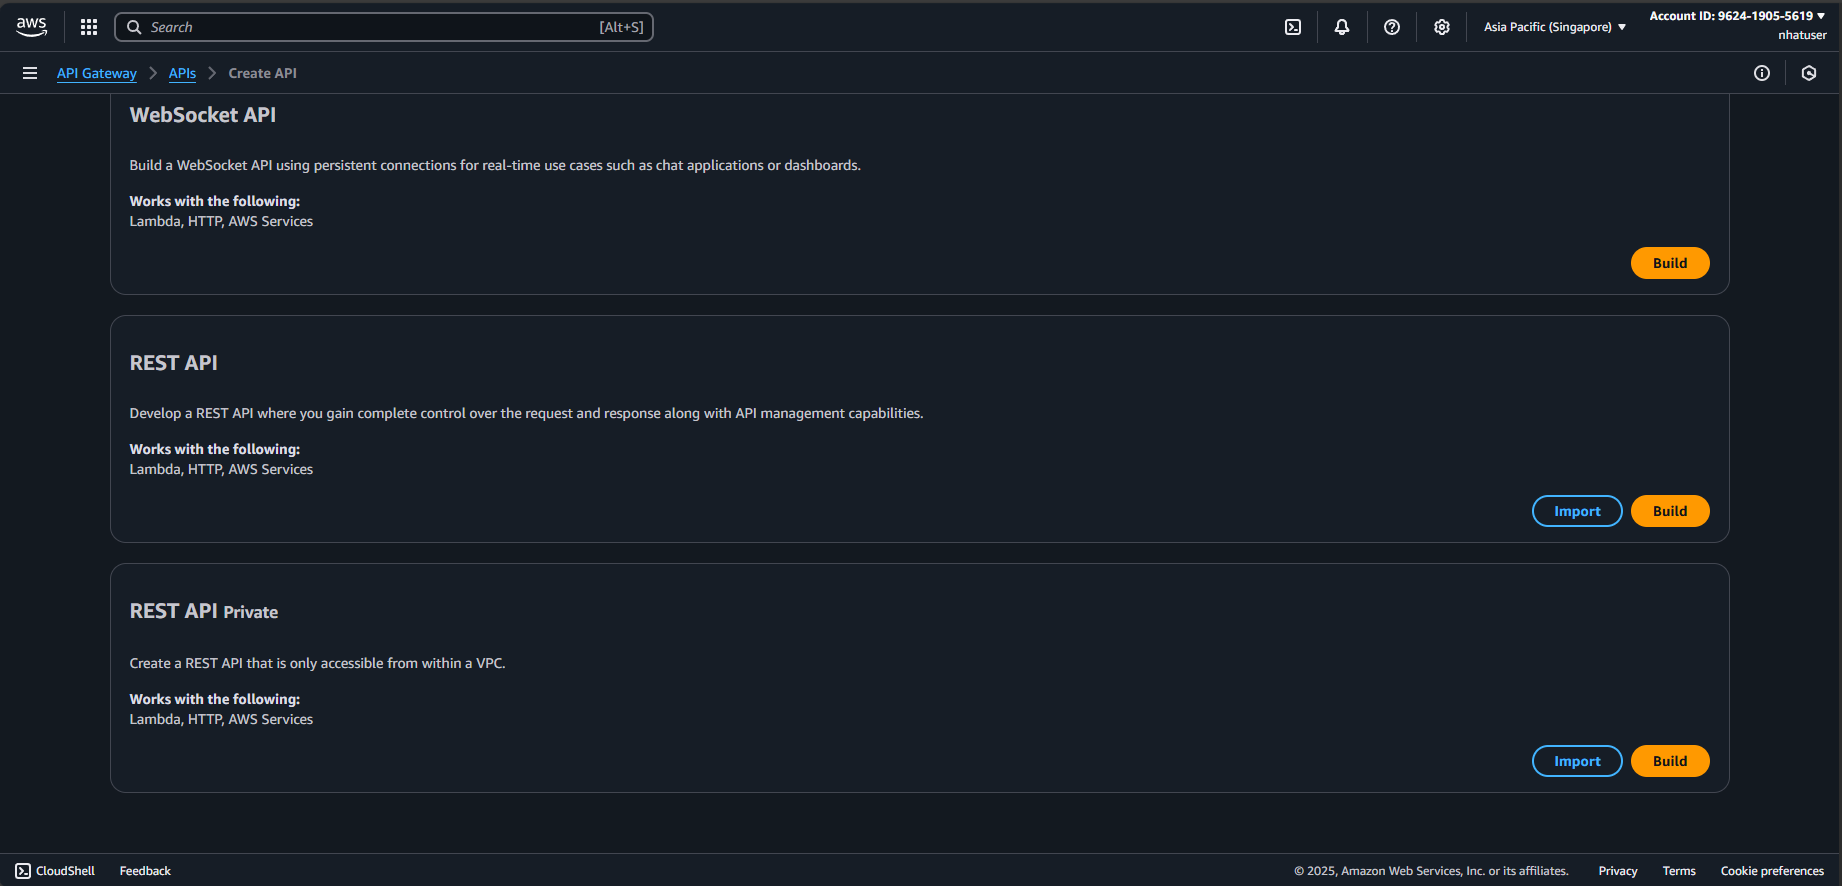 aws
Search [Alt+S]
Asia Pacific (Singapore)
Account ID: 9624-1905-5619
nhatuser
API Gateway
APIs
Create API
WebSocket API
Build a WebSocket API using persistent connections for real-time use cases such as chat applications or dashboards.
Works with the following:
Lambda, HTTP, AWS Services
Build
REST API
Develop a REST API where you gain complete control over the request and response along with API management capabilities.
Works with the following:
Lambda, HTTP, AWS Services
Import
Build
REST API Private
Create a REST API that is only accessible from within a VPC.
Works with the following:
Lambda, HTTP, AWS Services
Import
Build
CloudShell
Feedback
© 2025, Amazon Web Services, Inc. or its affiliates.
Privacy
Terms
Cookie preferences